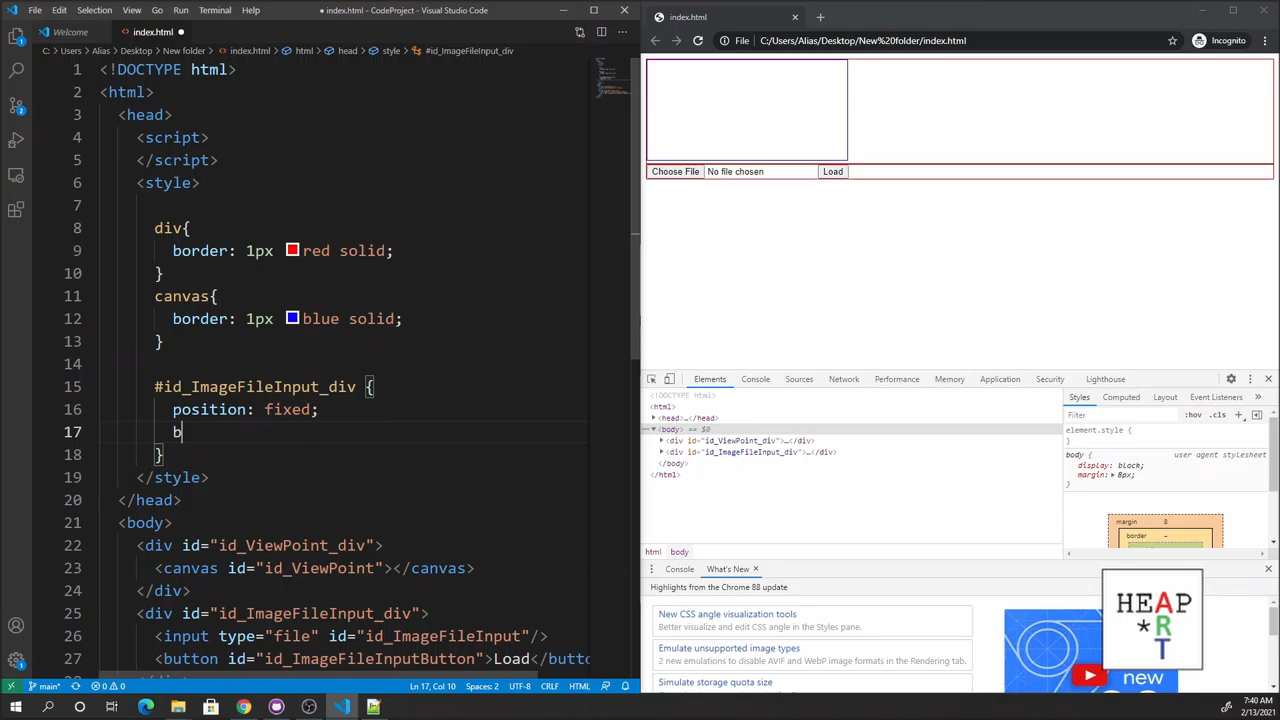 File Edit Selection View Go Run Terminal Help ● index.html - CodeProject - Visual Studio Code
Welcome index.html ●
C: > Users > Alias > Desktop > New folder > index.html > html > head > style > #id_ImageFileInput_div
1 <!DOCTYPE html>
2 <html>
3 <head>
4 <script>
5 </script>
6 <style>
7
8 div{
9 border: 1px red solid;
10 }
11 canvas{
12 border: 1px blue solid;
13 }
14
15 #id_ImageFileInput_div {
16 position: fixed;
17 b
18 }
19 </style>
20 </head>
21 <body>
22 <div id="id_ViewPoint_div">
23 <canvas id="id_ViewPoint"></canvas>
24 </div>
25 <div id="id_ImageFileInput_div">
26 <input type="file" id="id_ImageFileInput"/>
27 <button id="id_ImageFileInputButton">Load</butto
main* 0 0 Ln 17, Col 10 Spaces: 2 UTF-8 CRLF HTML
index.html
File C:/Users/Alias/Desktop/New%20folder/index.html Incognito
Choose File No file chosen Load
Elements Console Sources Network Performance Memory Application Security Lighthouse
<!DOCTYPE html>
<html>
<head>…</head>
<body> == $0
<div id="id_ViewPoint_div">…</div>
<div id="id_ImageFileInput_div">…</div>
</body>
</html>
html body
Styles Computed Layout Event Listeners
Filter :hov .cls
element.style {
}
body { user agent stylesheet
display: block;
margin: 8px;
}
margin 8
border –
Console What's New
Highlights from the Chrome 88 update
New CSS angle visualization tools
Better visualize and edit CSS angle in the Styles pane.
Emulate unsupported image types
2 new emulations to disable AVIF and WebP image formats in the Rendering tab.
Simulate storage quota size
HEAP
*R
T
new
7:40 AM
2/13/2021